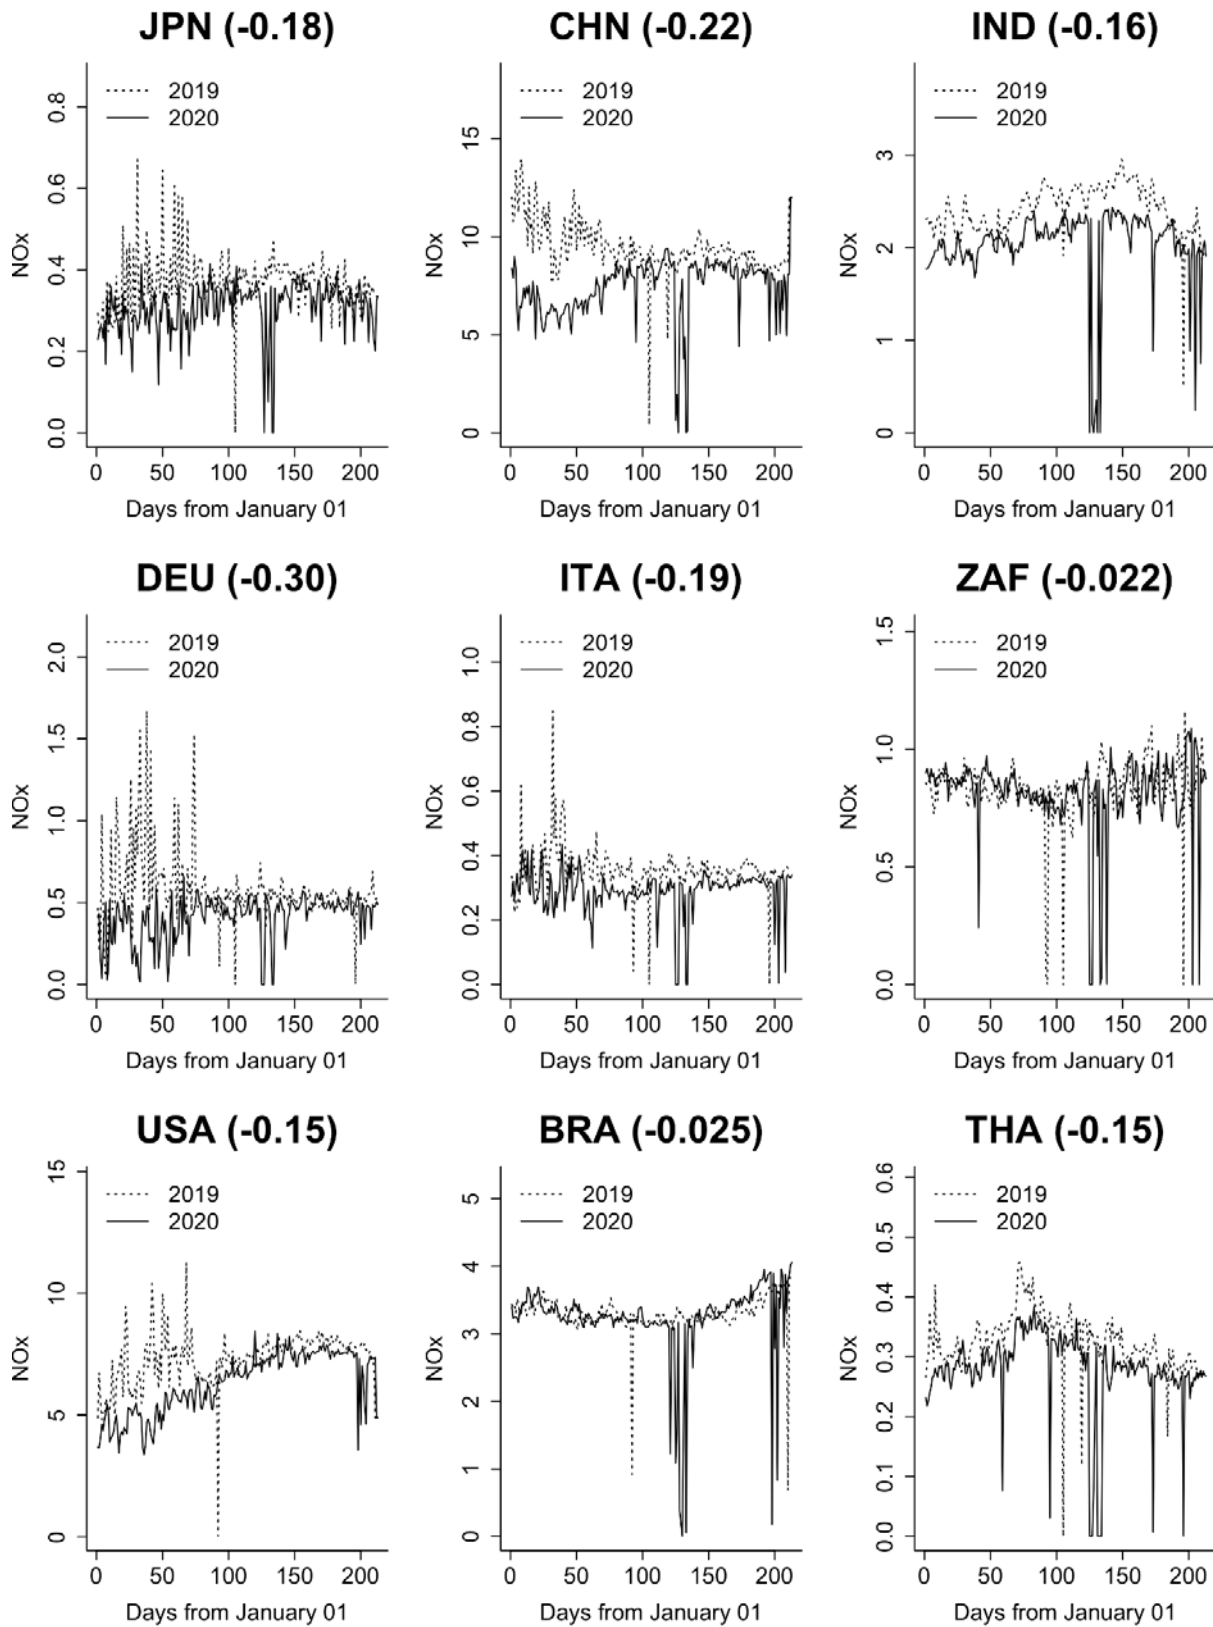 JPN (-0.18)
2019
2020
NOx
0.0 0.2 0.4 0.6 0.8
0 50 100 150 200
Days from January 01
CHN (-0.22)
2019
2020
NOx
0 5 10 15
0 50 100 150 200
Days from January 01
IND (-0.16)
2019
2020
NOx
0 1 2 3
0 50 100 150 200
Days from January 01
DEU (-0.30)
2019
2020
NOx
0.0 0.5 1.0 1.5 2.0
0 50 100 150 200
Days from January 01
ITA (-0.19)
2019
2020
NOx
0.0 0.2 0.4 0.6 0.8 1.0
0 50 100 150 200
Days from January 01
ZAF (-0.022)
2019
2020
NOx
0.0 0.5 1.0 1.5
0 50 100 150 200
Days from January 01
USA (-0.15)
2019
2020
NOx
0 5 10 15
0 50 100 150 200
Days from January 01
BRA (-0.025)
2019
2020
NOx
0 1 2 3 4 5
0 50 100 150 200
Days from January 01
THA (-0.15)
2019
2020
NOx
0.0 0.1 0.2 0.3 0.4 0.5 0.6
0 50 100 150 200
Days from January 01